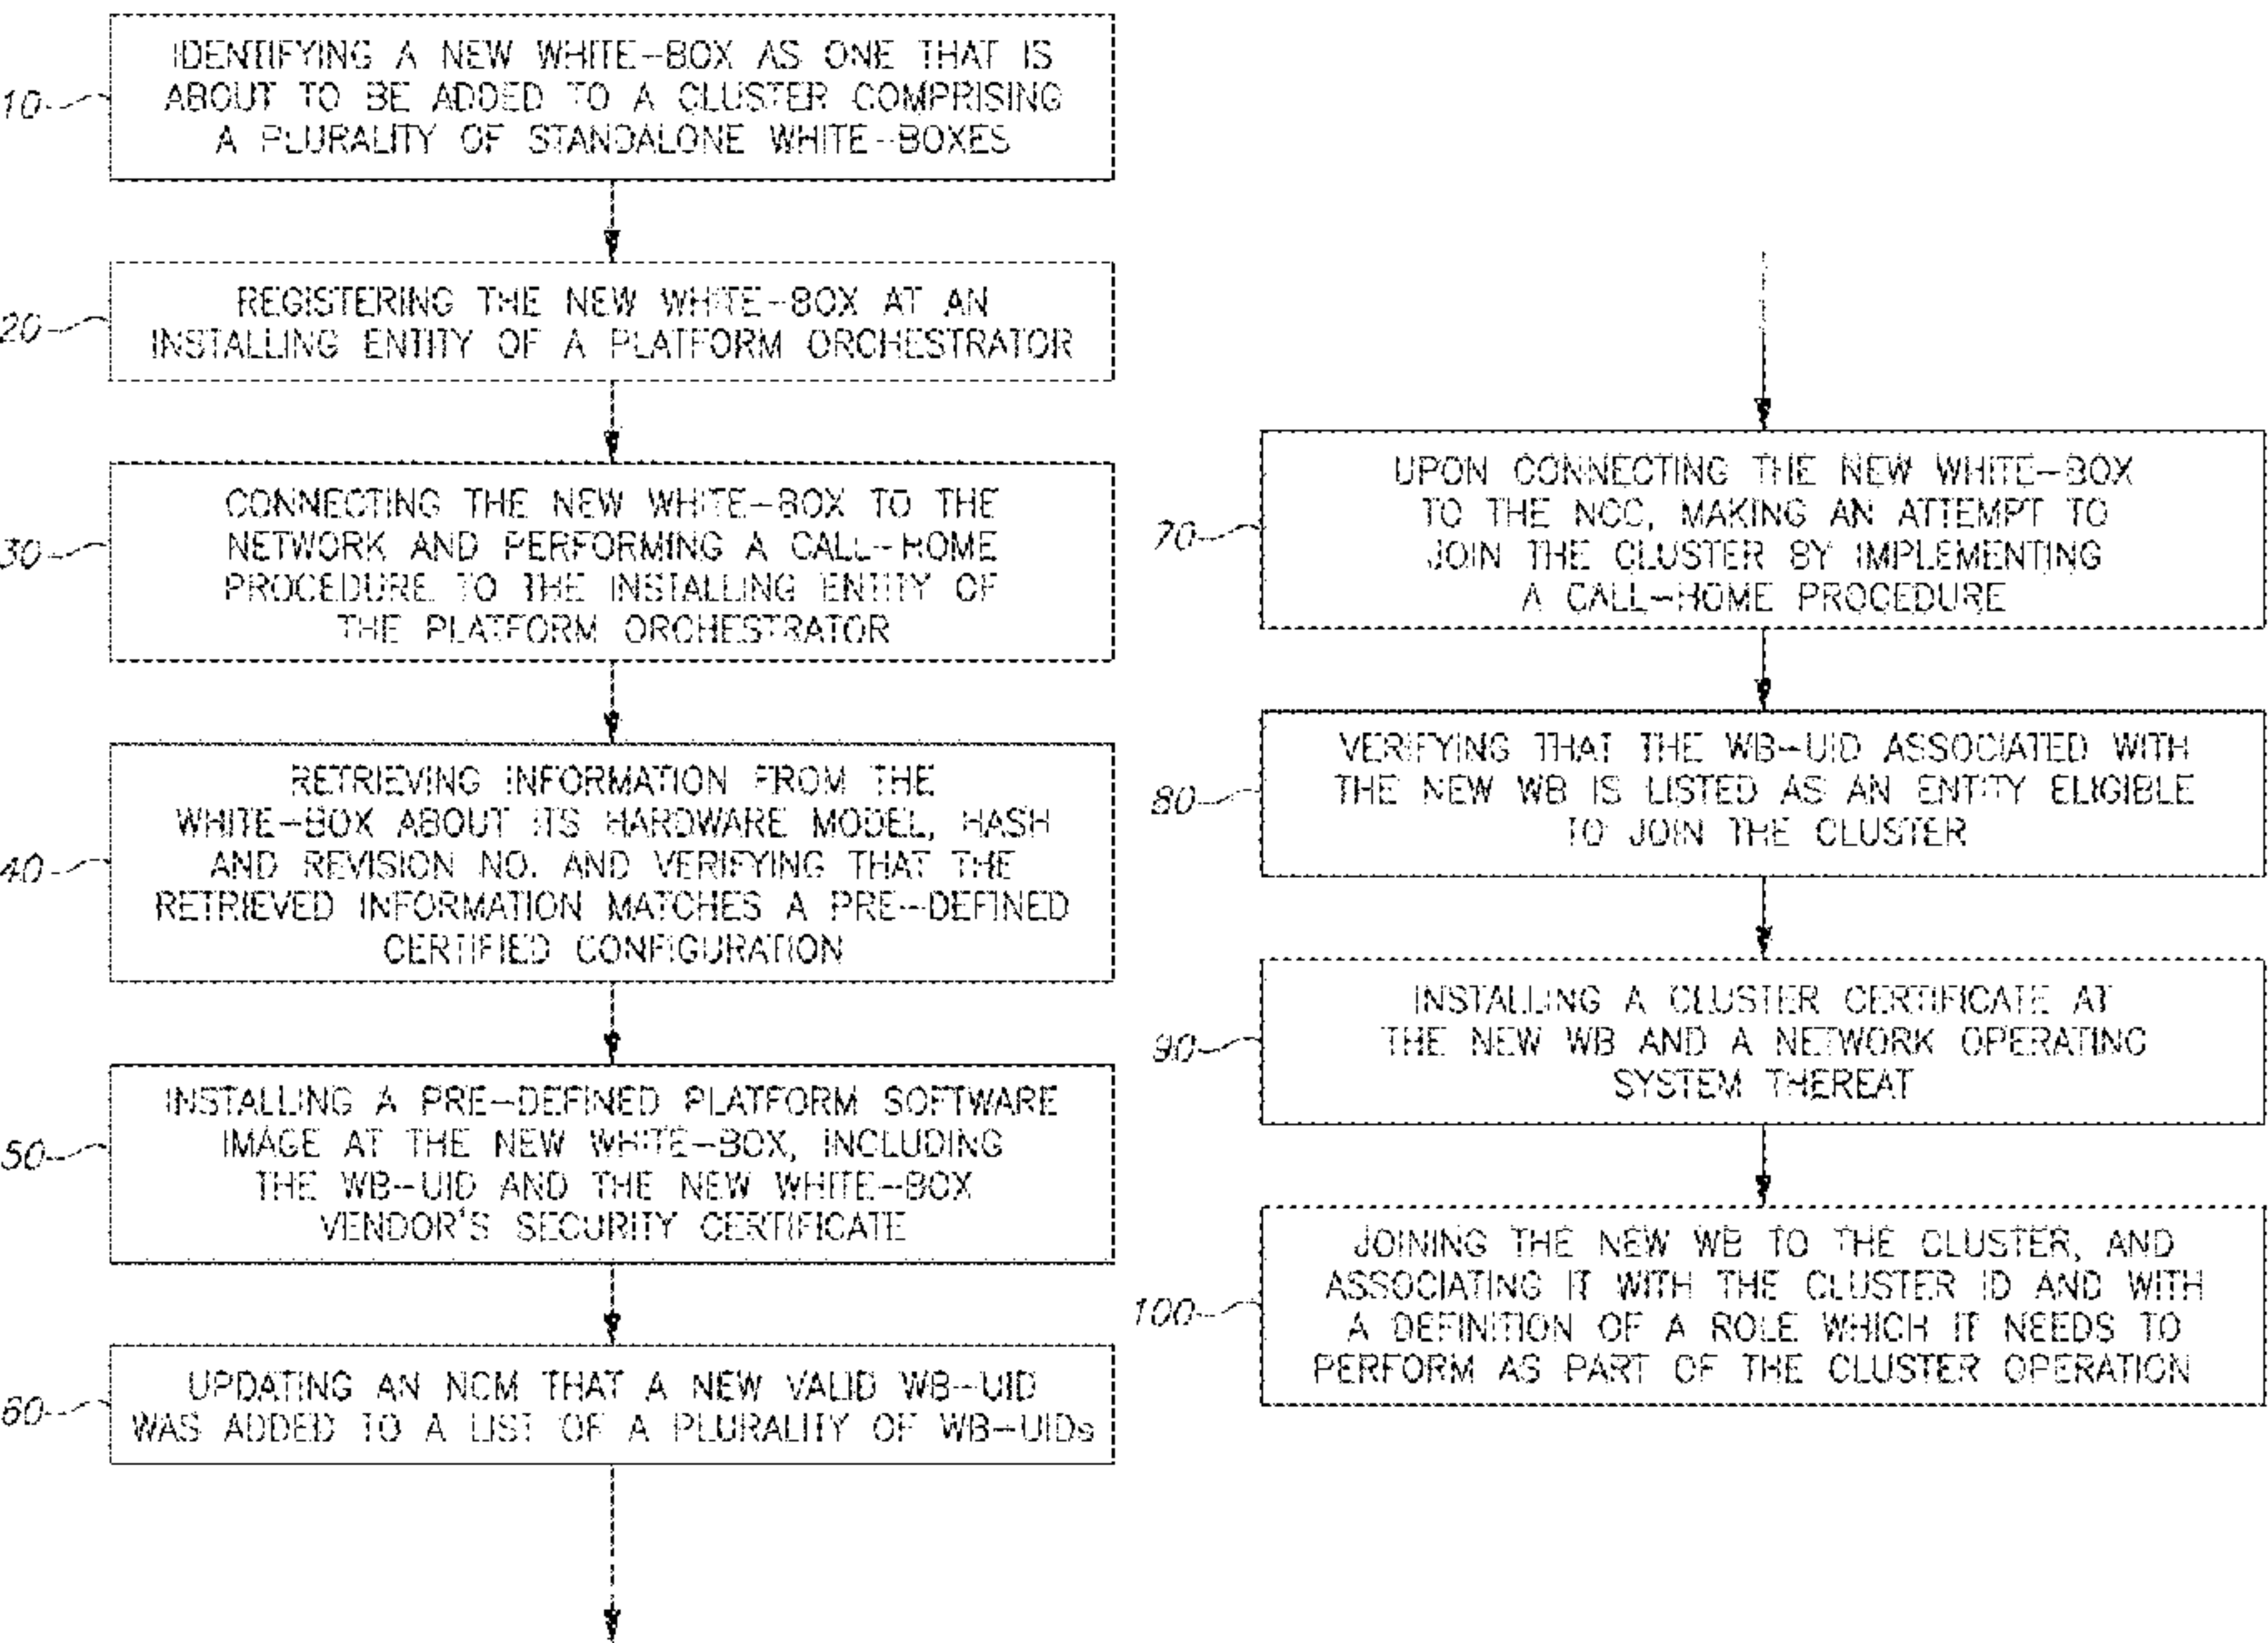 IDENTIFYING A NEW WHITE-BOX AS ONE THAT IS
ABOUT TO BE ADDED TO A CLUSTER COMPRISING
A PLURALITY OF STANDALONE WHITE-BOXES
10
REGISTERING THE NEW WHITE-BOX AT AN
INSTALLING ENTITY OF A PLATFORM ORCHESTRATOR
20
CONNECTING THE NEW WHITE-BOX TO THE
NETWORK AND PERFORMING A CALL-HOME
PROCEDURE TO THE INSTALLING ENTITY OF
THE PLATFORM ORCHESTRATOR
30
RETRIEVING INFORMATION FROM THE
WHITE-BOX ABOUT ITS HARDWARE MODEL, HASH
AND REVISION NO. AND VERIFYING THAT THE
RETRIEVED INFORMATION MATCHES A PRE-DEFINED
CERTIFIED CONFIGURATION
40
INSTALLING A PRE-DEFINED PLATFORM SOFTWARE
IMAGE AT THE NEW WHITE-BOX, INCLUDING
THE WB-UID AND THE NEW WHITE-BOX
VENDOR'S SECURITY CERTIFICATE
50
UPDATING AN NCM THAT A NEW VALID WB-UID
WAS ADDED TO A LIST OF A PLURALITY OF WB-UIDs
60
UPON CONNECTING THE NEW WHITE-BOX
TO THE NCC, MAKING AN ATTEMPT TO
JOIN THE CLUSTER BY IMPLEMENTING
A CALL-HOME PROCEDURE
70
VERIFYING THAT THE WB-UID ASSOCIATED WITH
THE NEW WB IS LISTED AS AN ENTITY ELIGIBLE
TO JOIN THE CLUSTER
80
INSTALLING A CLUSTER CERTIFICATE AT
THE NEW WB AND A NETWORK OPERATING
SYSTEM THEREAT
90
JOINING THE NEW WB TO THE CLUSTER, AND
ASSOCIATING IT WITH THE CLUSTER ID AND WITH
A DEFINITION OF A ROLE WHICH IT NEEDS TO
PERFORM AS PART OF THE CLUSTER OPERATION
100